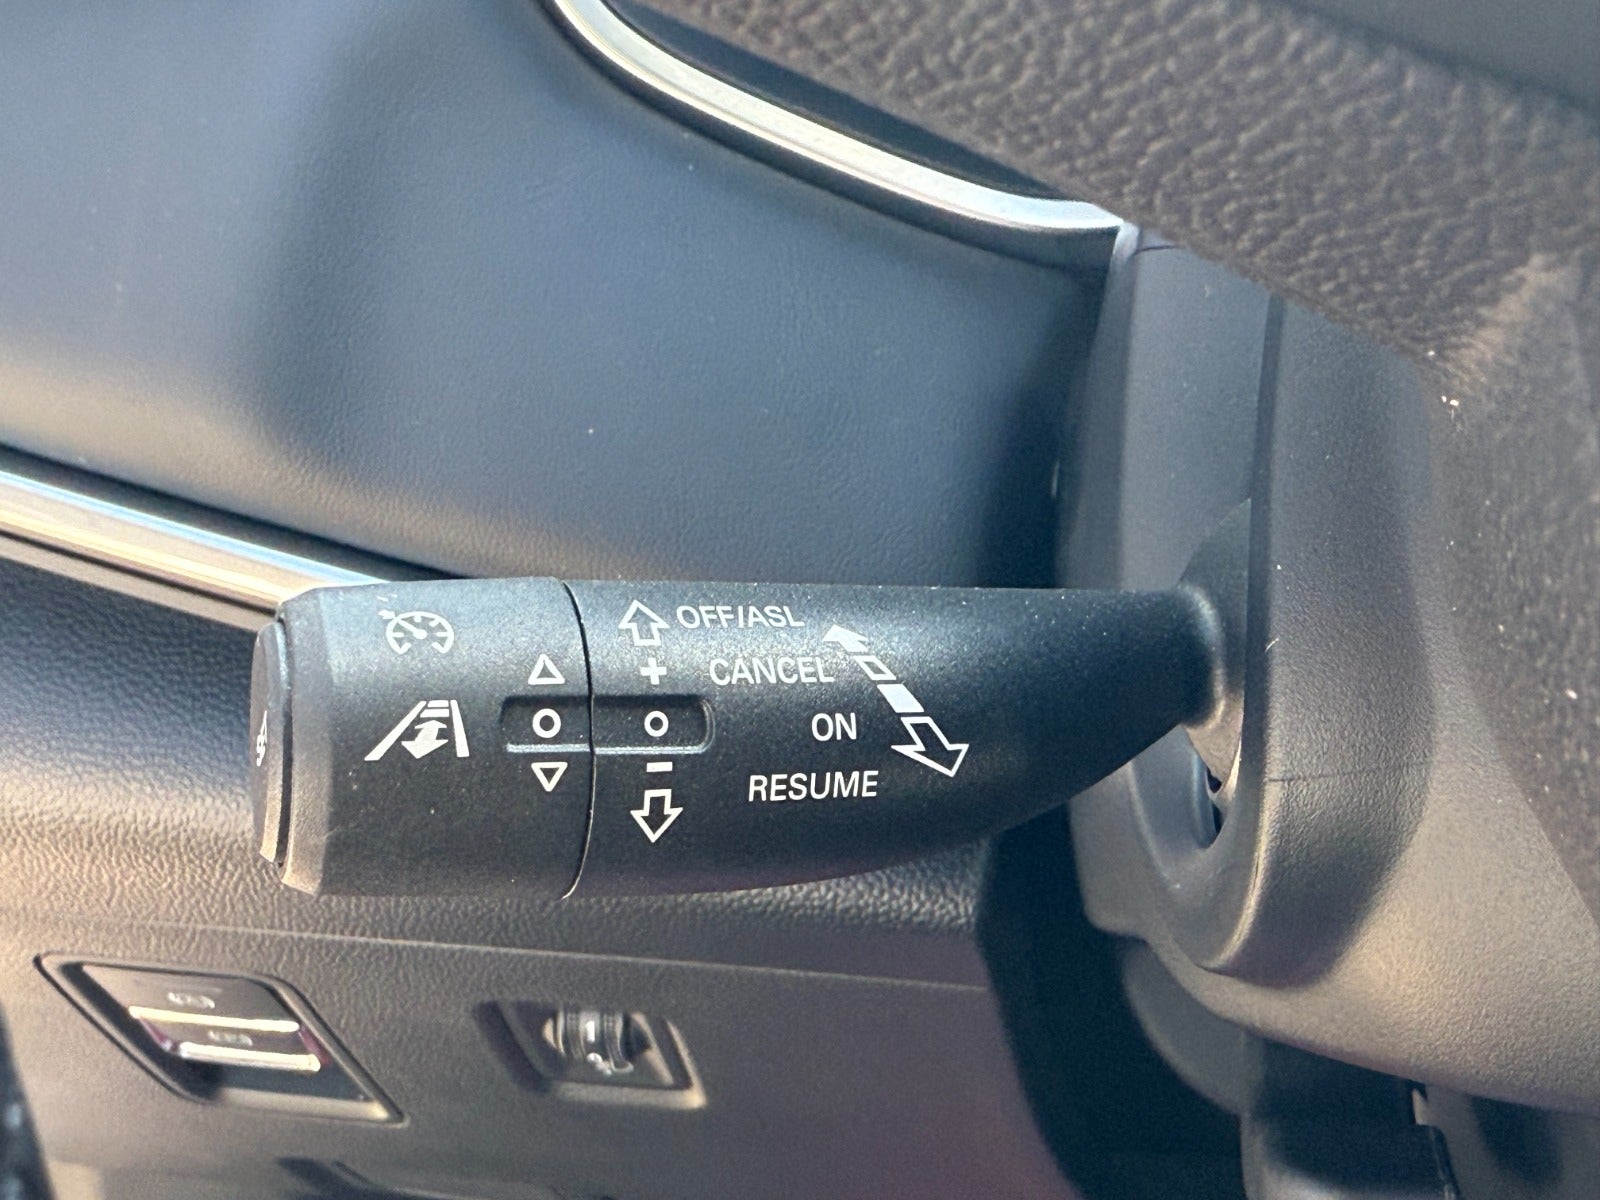 OFF/ASL
+
CANCEL
ON
-
RESUME